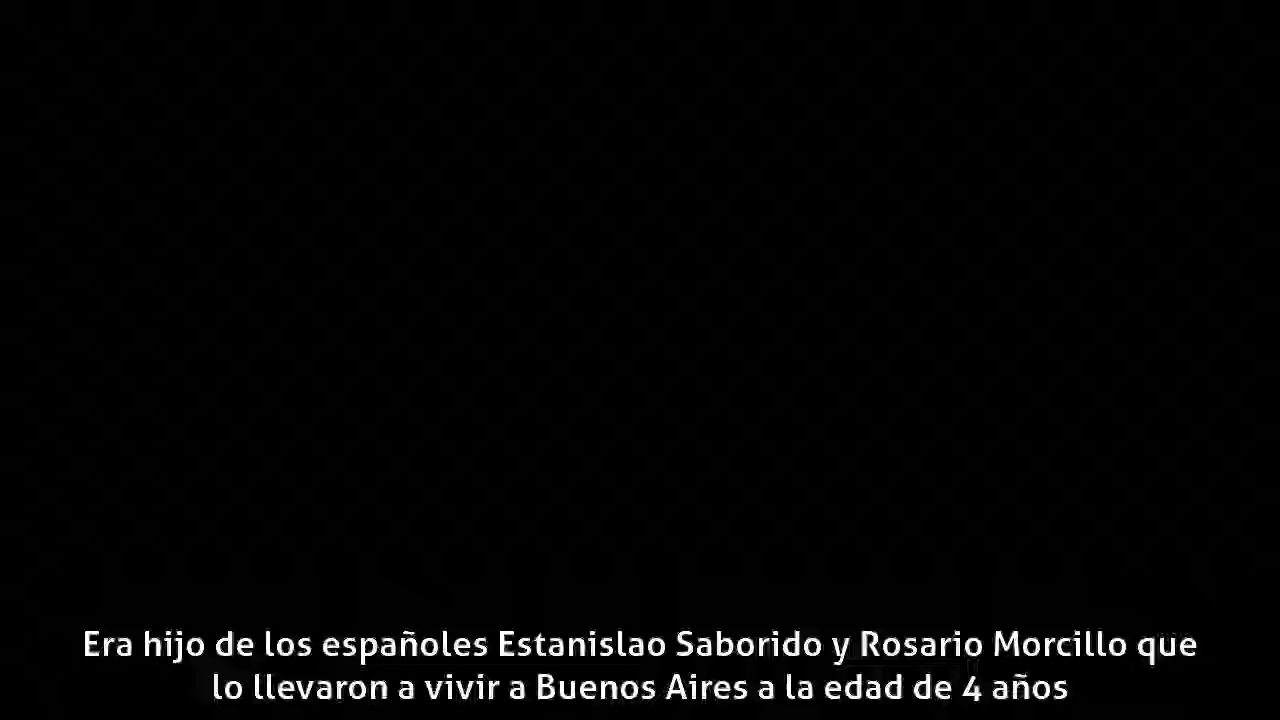 Era hijo de los españoles Estanislao Saborido y Rosario Morcillo que
lo llevaron a vivir a Buenos Aires a la edad de 4 años